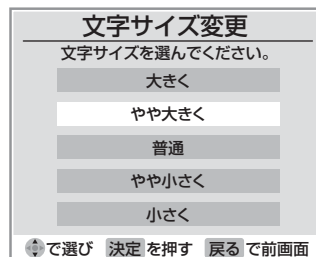 文字サイズ変更
文字サイズを選んでください。
大きく
やや大きく
普通
やや小さく
小さく
で選び 決定 を押す 戻る で前画面